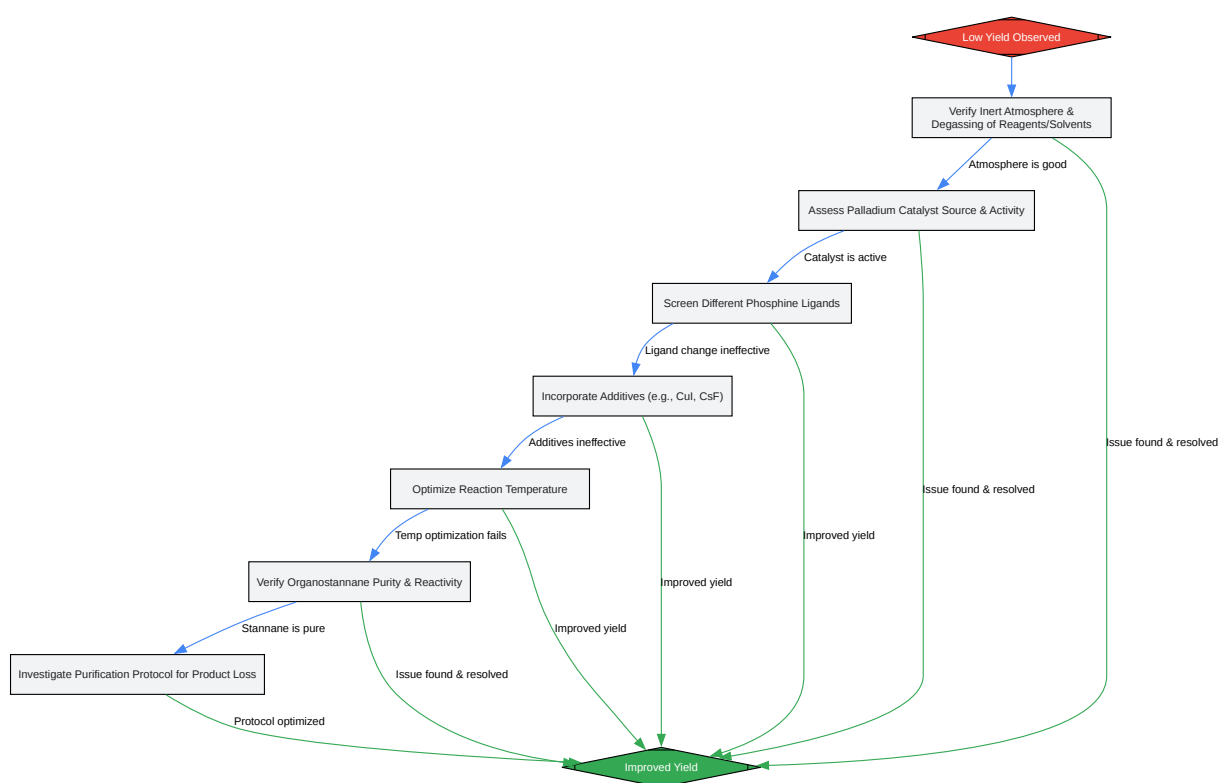 Low Yield Observed
Verify Inert Atmosphere &
Degassing of Reagents/Solvents
Atmosphere is good
Assess Palladium Catalyst Source & Activity
Catalyst is active
Screen Different Phosphine Ligands
Ligand change ineffective
Incorporate Additives (e.g., CuI, CsF)
Additives ineffective
Issue found & resolved
Optimize Reaction Temperature
Issue found & resolved
Temp optimization fails
Improved yield
Verify Organostannane Purity & Reactivity
Improved yield
Stannane is pure
Improved yield
Investigate Purification Protocol for Product Loss
Issue found & resolved
Protocol optimized
Improved Yield